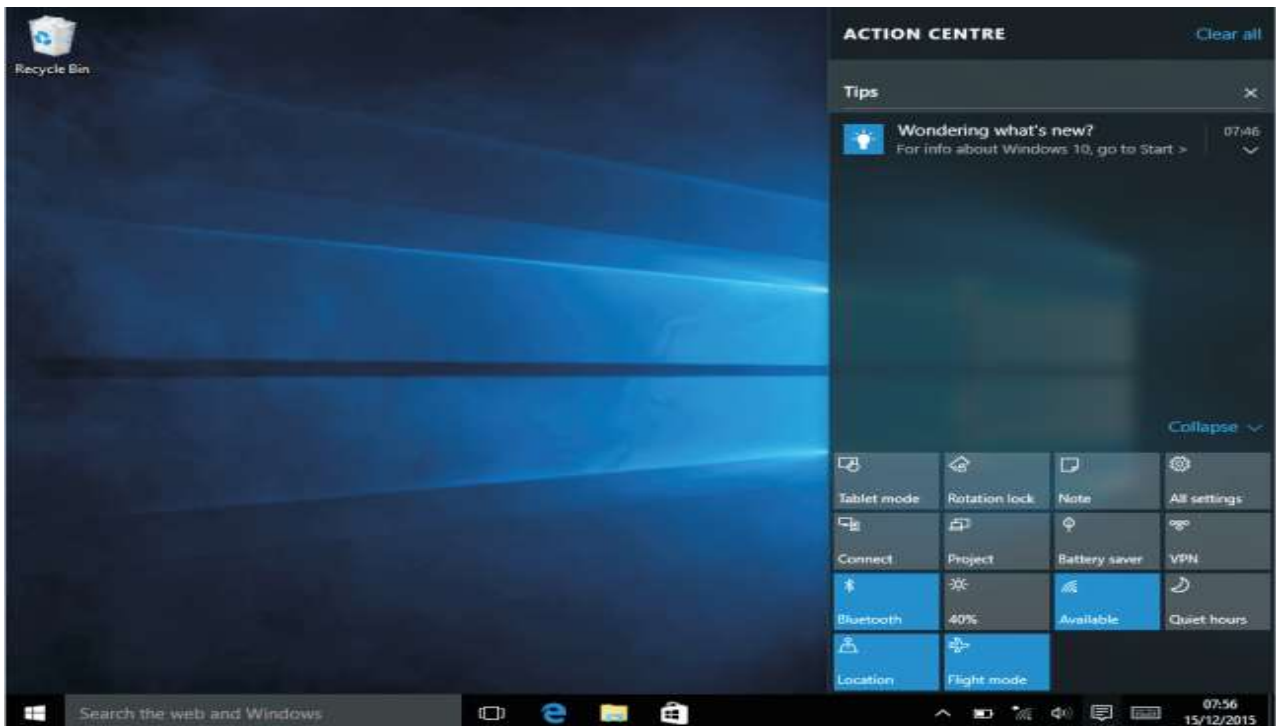 Recycle Bin
ACTION CENTRE
Clear all
Tips
Wondering what's new?
07:46
For info about Windows 10, go to Start >
Collapse
Tablet mode
Rotation lock
Note
All settings
Connect
Project
Battery saver
VPN
Bluetooth
40%
Available
Quiet hours
Location
Flight mode
Search the web and Windows
07:56
15/12/2015